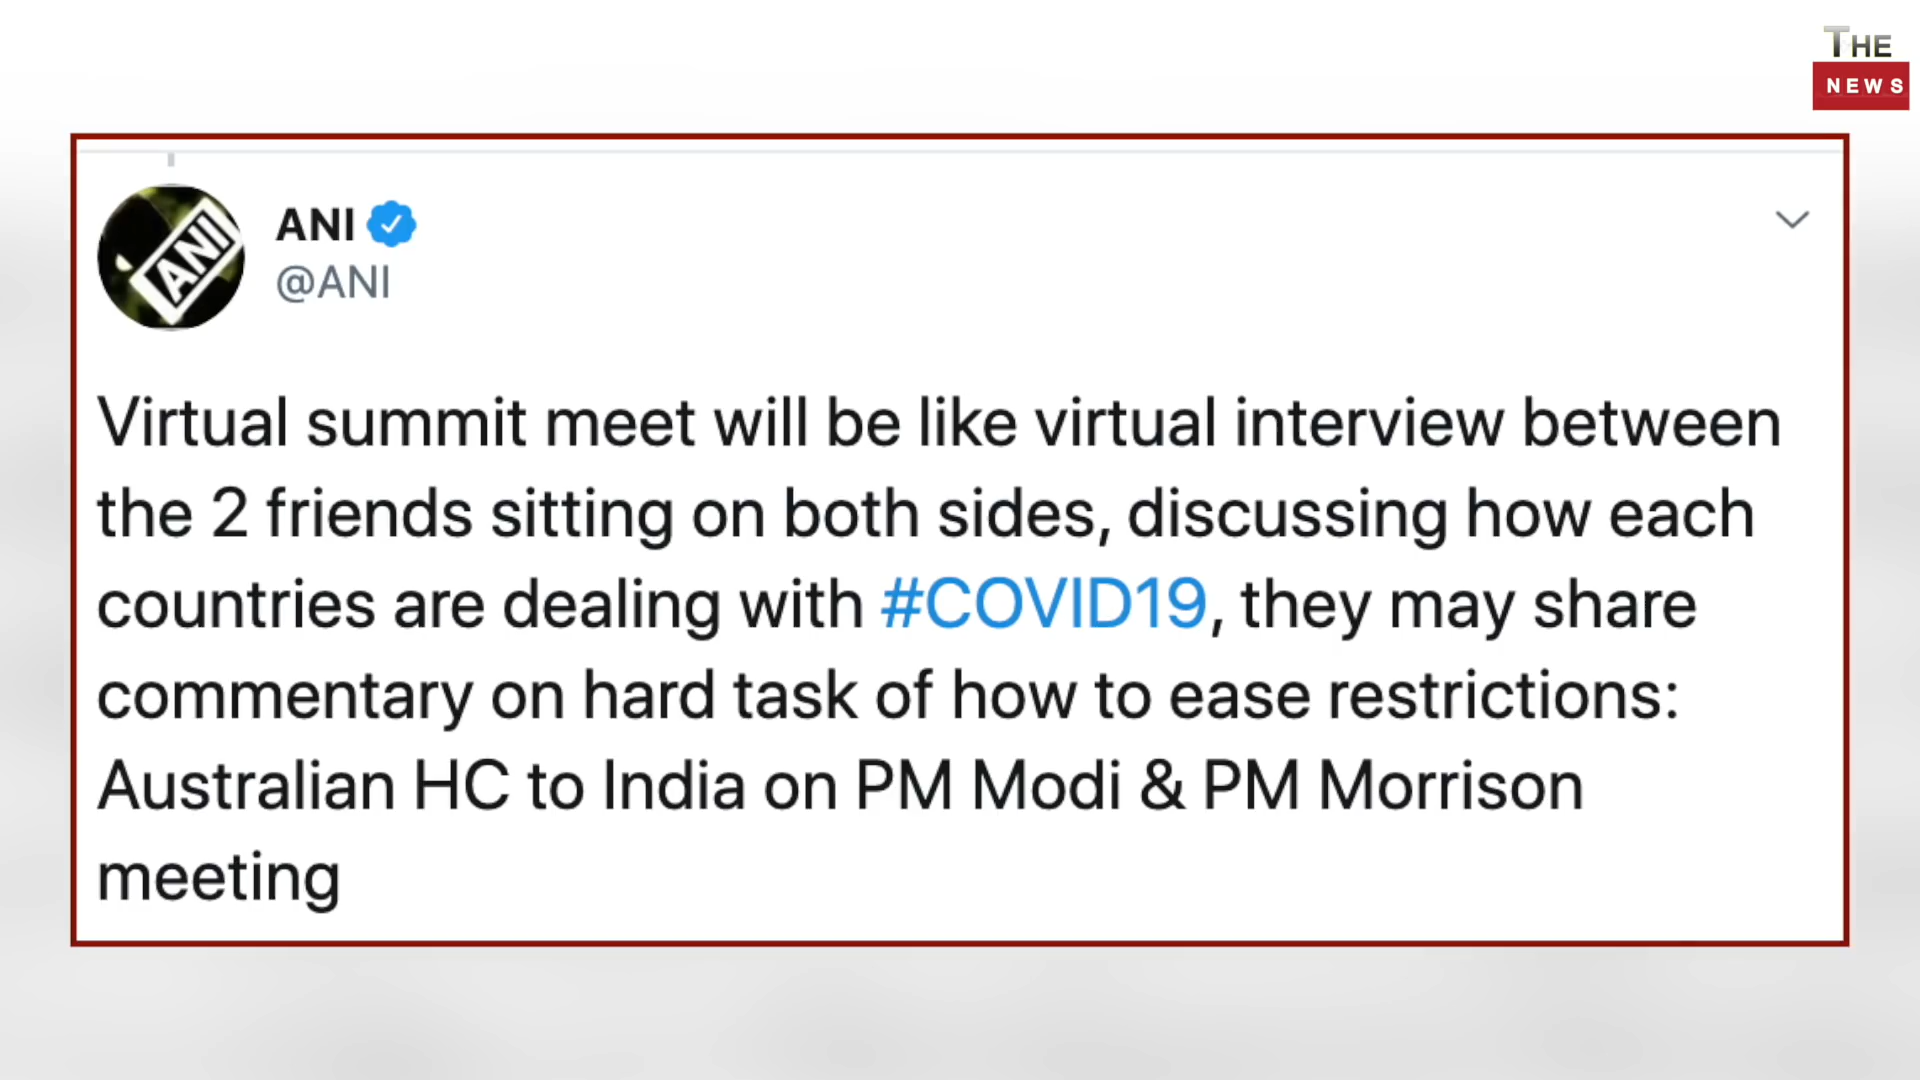 THE
NEWS
ANI
ANI
@ANI
Virtual summit meet will be like virtual interview between
the 2 friends sitting on both sides, discussing how each
countries are dealing with #COVID19, they may share
commentary on hard task of how to ease restrictions:
Australian HC to India on PM Modi & PM Morrison
meeting